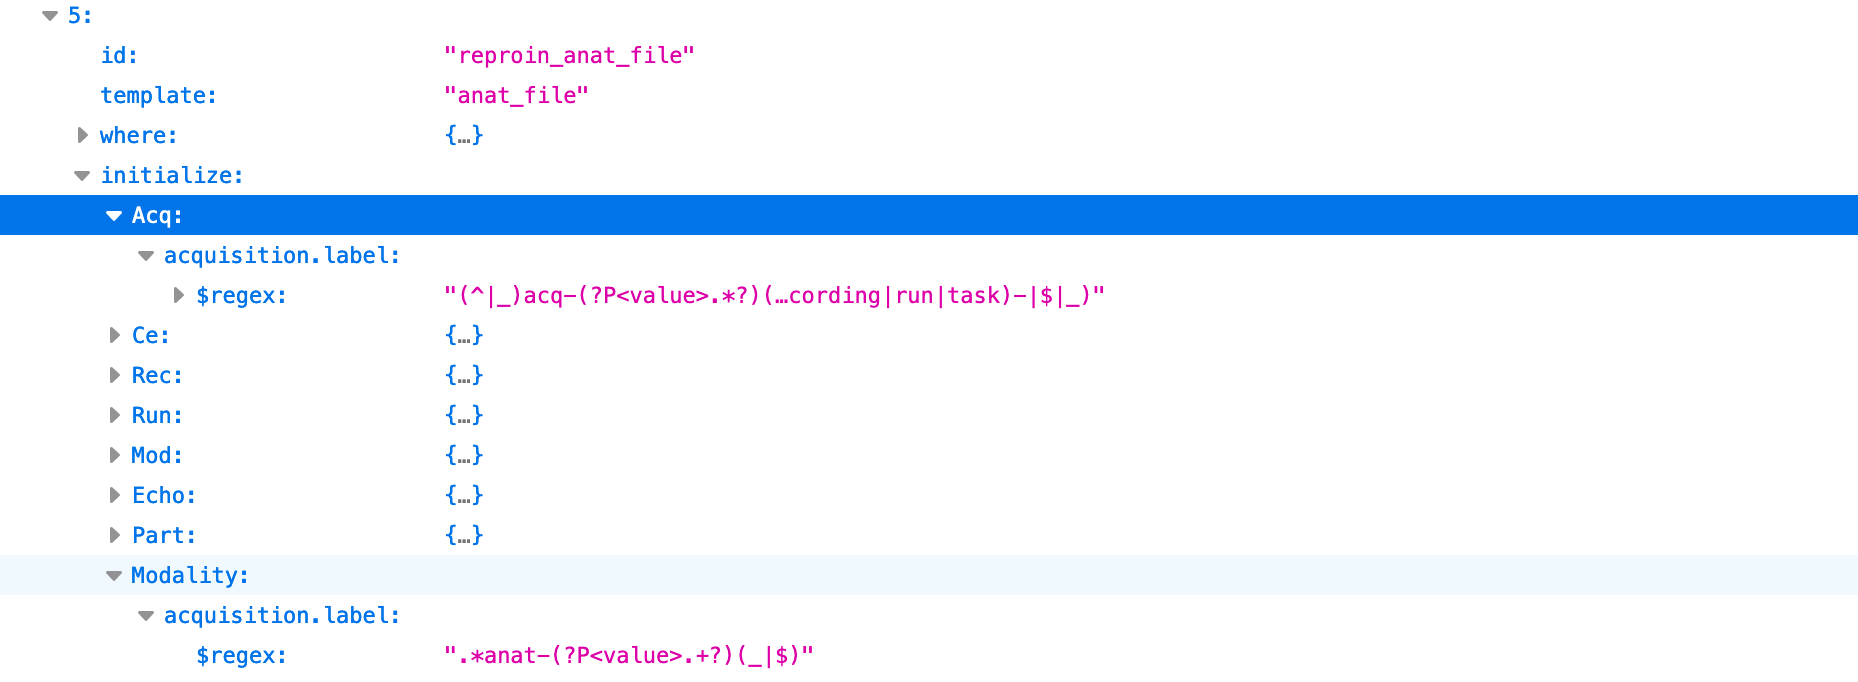 5:
id: "reproin_anat_file"
template: "anat_file"
where: {…}
initialize:
Acq:
acquisition.label:
$regex: "(^|_)acq-(?P<value>.*?)(…cording|run|task)-|$|_)"
Ce: {…}
Rec: {…}
Run: {…}
Mod: {…}
Echo: {…}
Part: {…}
Modality:
acquisition.label:
$regex: ".*anat-(?P<value>.+?)(_|$)"